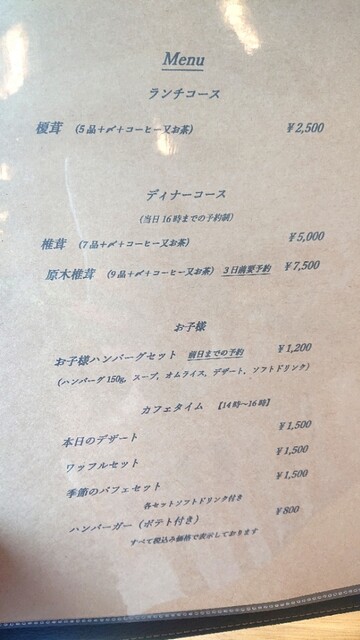 Menu
ランチコース
榎茸 (5品+〆+コーヒー又お茶) ¥2,500
ディナーコース
(当日16時までの予約制)
椎茸 (7品+〆+コーヒー又お茶) ¥5,000
原木椎茸 (9品+〆+コーヒー又お茶) 3日前要予約 ¥7,500
お子様
お子様ハンバーグセット 前日までの予約 ¥1,200
(ハンバーグ150g、スープ、オムライス、デザート、ソフトドリンク)
カフェタイム 【14時〜16時】
本日のデザート ¥1,500
ワッフルセット ¥1,500
季節のパフェセット ¥1,500
各セットソフトドリンク付き
ハンバーガー(ポテト付き) ¥800
すべて税込み価格で表示しております